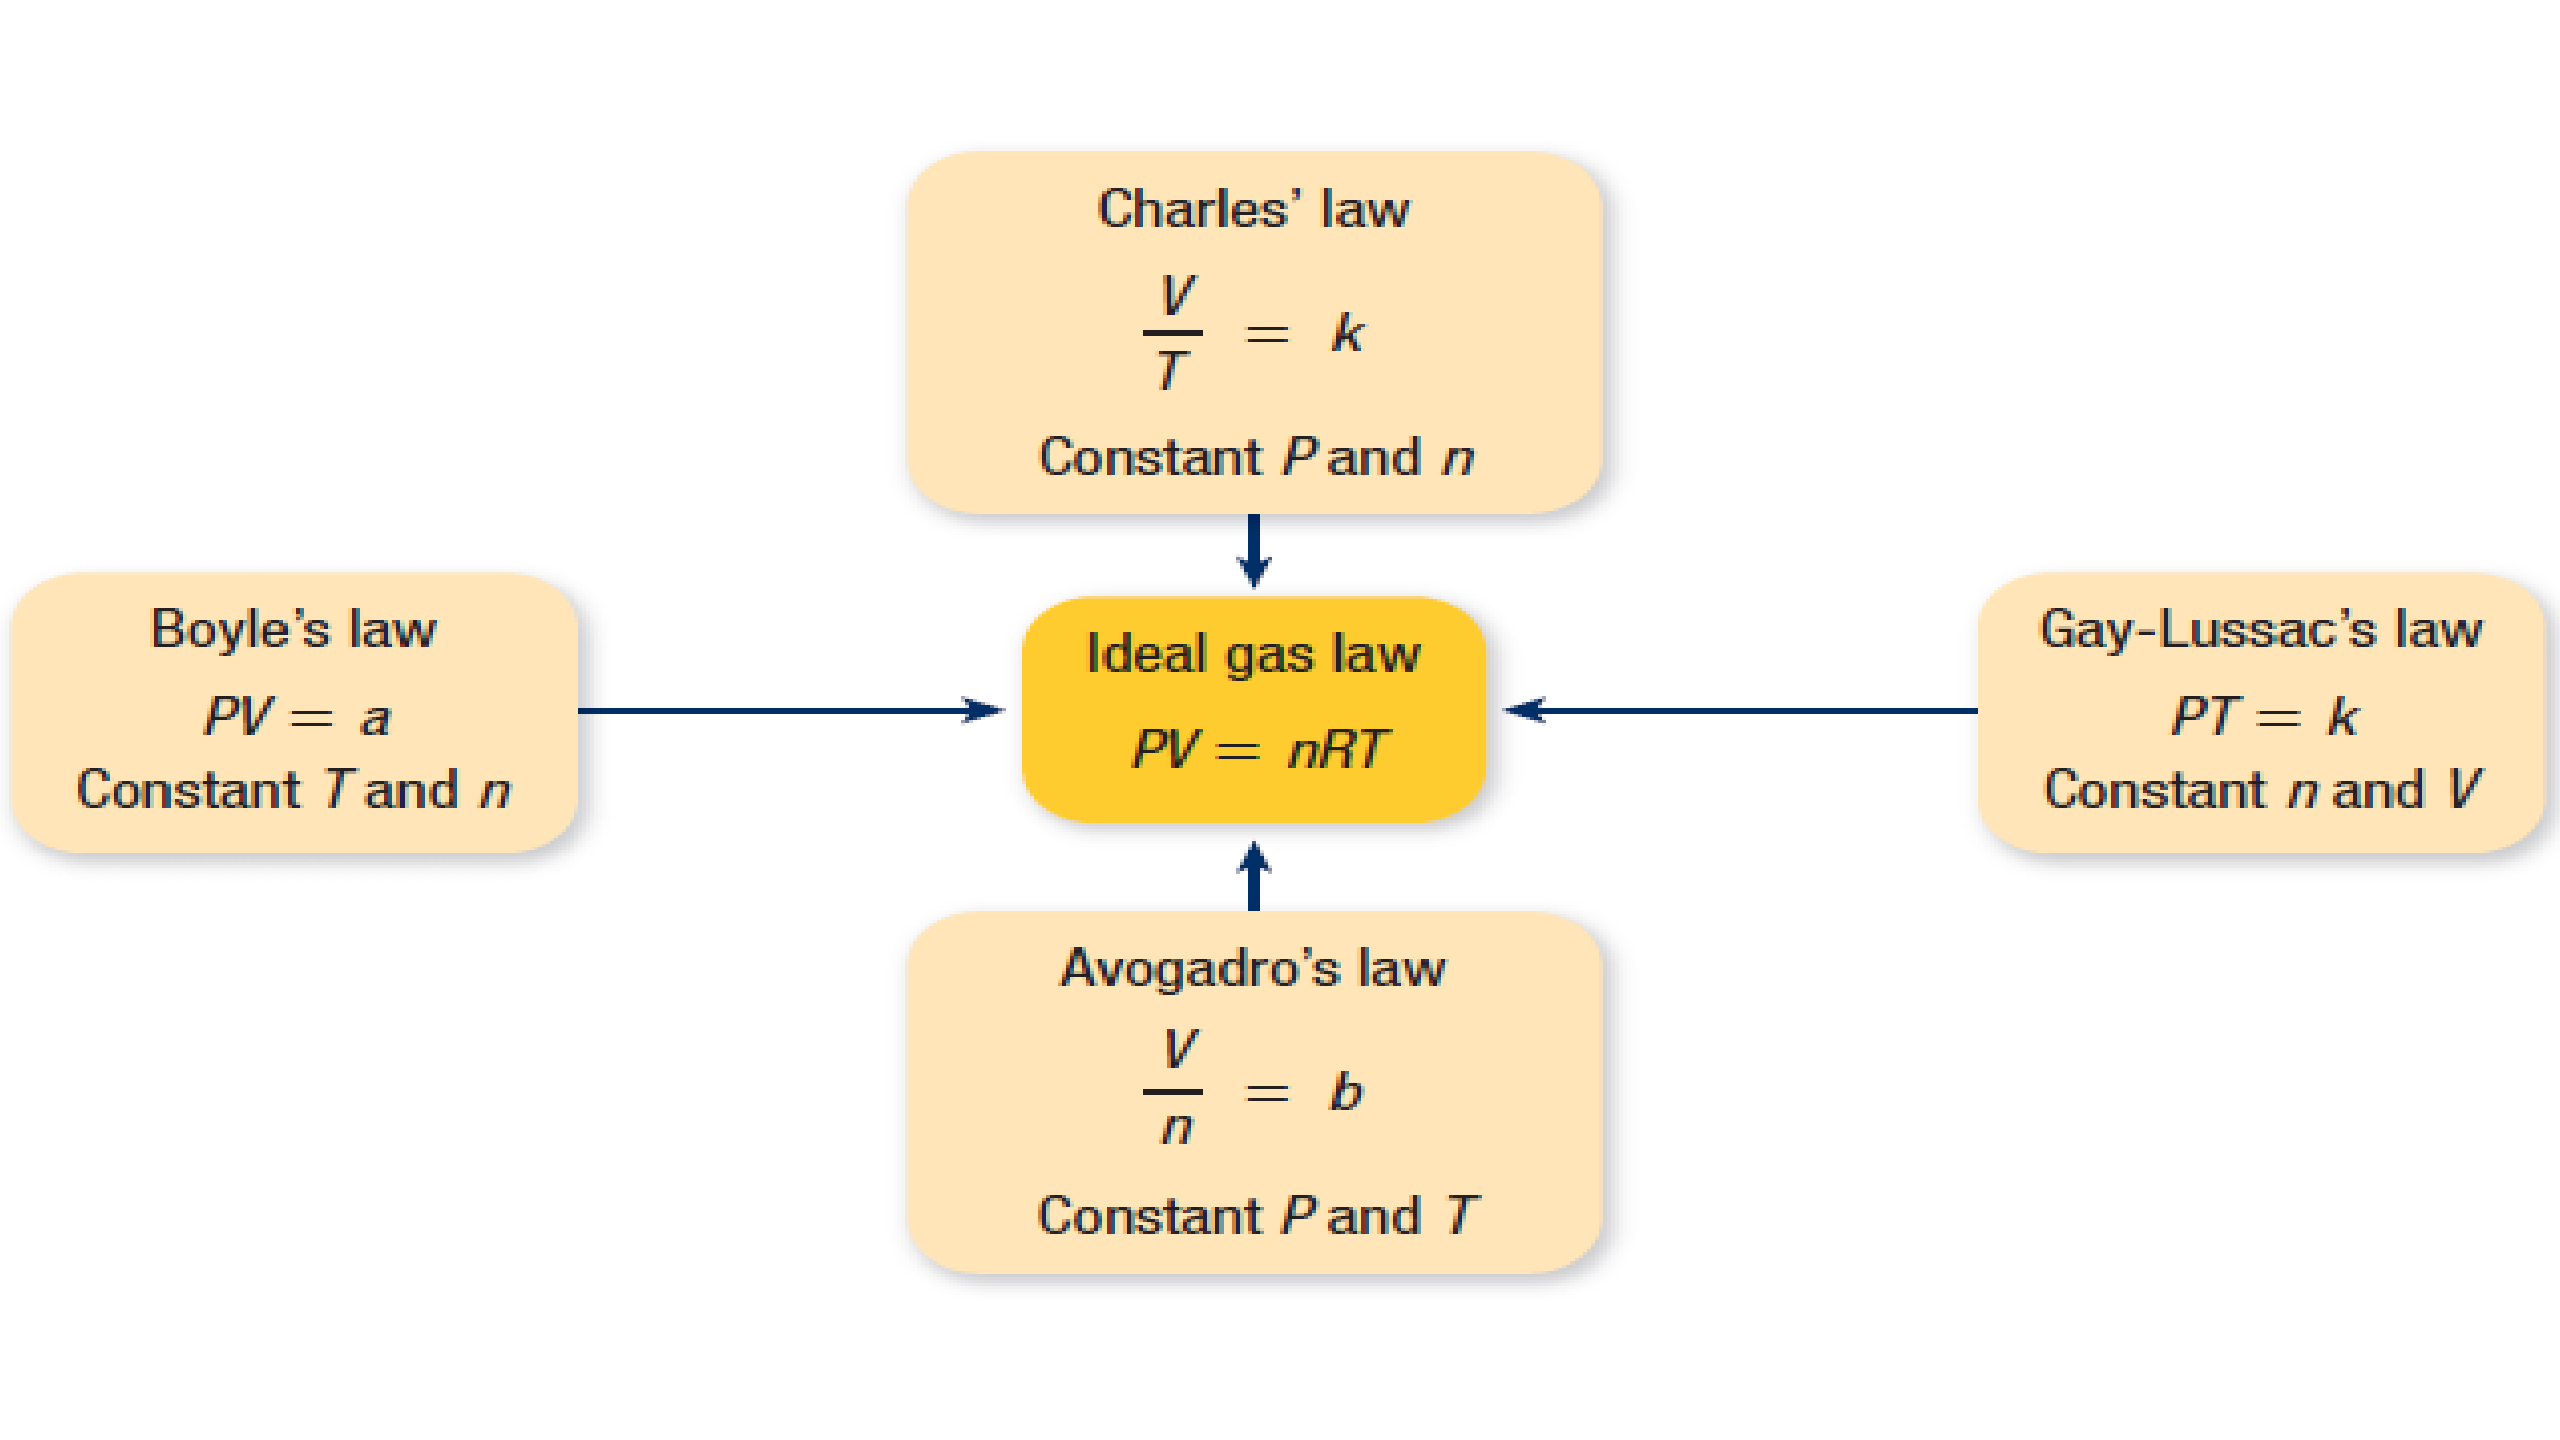 Charles' law
V
T
= k
Constant P and n
Boyle's law
PV = a
Constant T and n
Ideal gas law
PV = nRT
Gay-Lussac's law
PT = k
Constant n and V
Avogadro's law
V
n
= b
Constant P and T